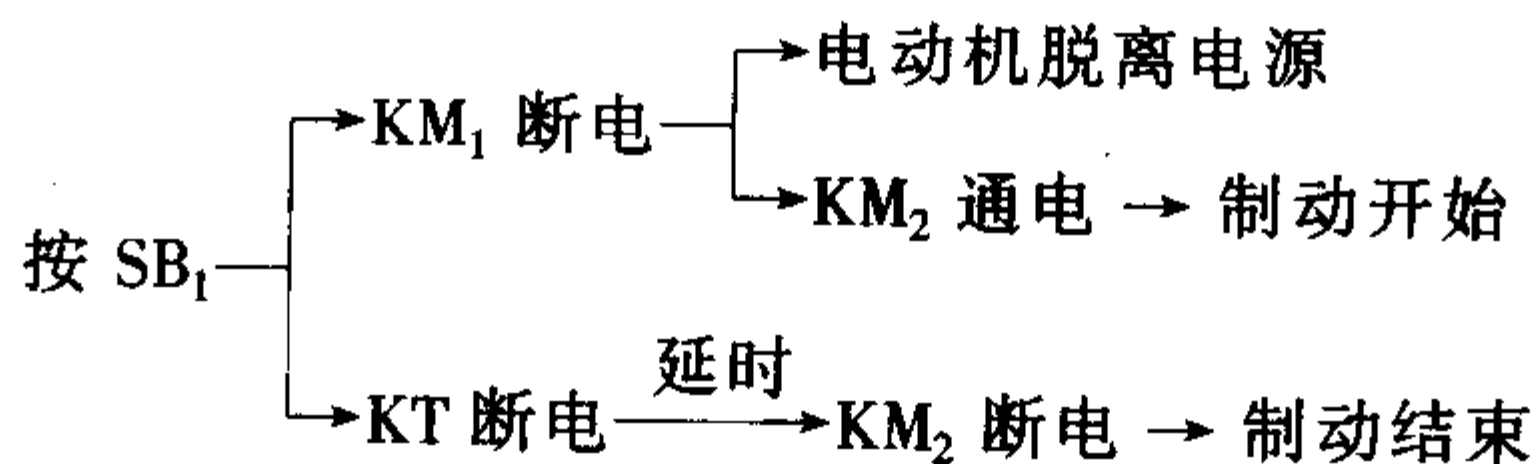 电动机脱离电源
KM₁ 断电
KM₂ 通电 → 制动开始
按 SB₁
延时
KT 断电 KM₂ 断电 → 制动结束